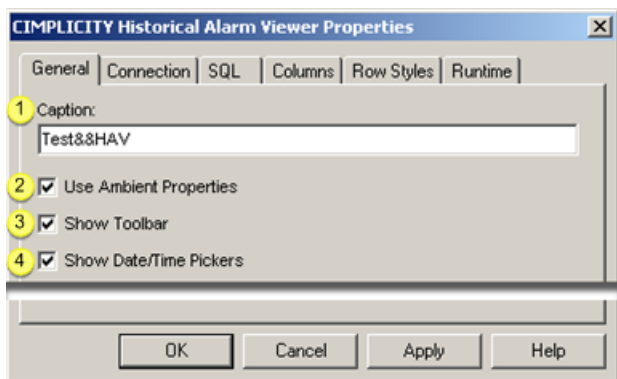 CIMPLICITY Historical Alarm Viewer Properties
General Connection SQL Columns Row Styles Runtime
1 Caption:
Test&&HAV
2 Use Ambient Properties
3 Show Toolbar
4 Show Date/Time Pickers
OK Cancel Apply Help